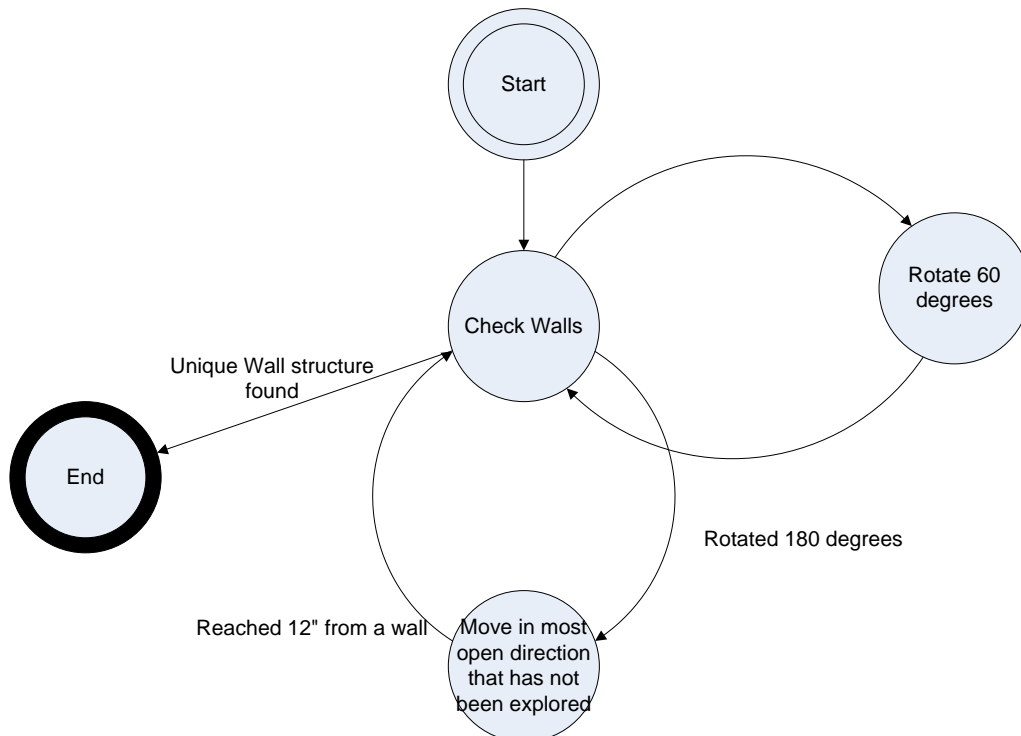 Start
Rotate 60
degrees
Check Walls
Unique Wall structure
found
End
Rotated 180 degrees
Reached 12" from a wall
Move in most
open direction
that has not
been explored